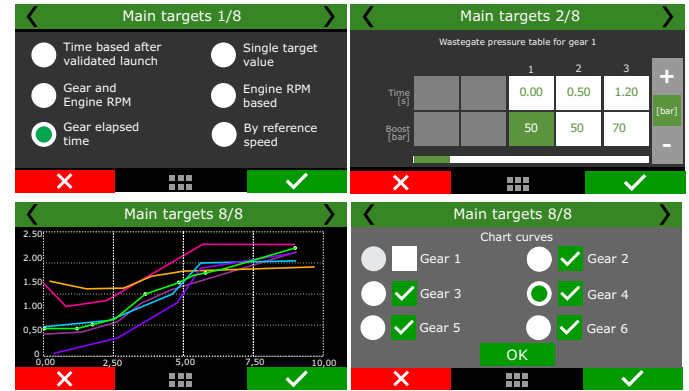 Main targets 1/8
Time based after
validated launch
Single target
value
Gear and
Engine RPM
Engine RPM
based
Gear elapsed
time
By reference
speed
Main targets 2/8
Wastegate pressure table for gear 1
1 2 3
Time
[s]
0.00 0.50 1.20
Boost
[bar]
50 50 70
+
[bar]
-
Main targets 8/8
2.50
2.00
1.50
1.00
0,50
0
0,00 2,50 5,00 7,50 10,00
Main targets 8/8
Chart curves
Gear 1 Gear 2
Gear 3 Gear 4
Gear 5 Gear 6
OK